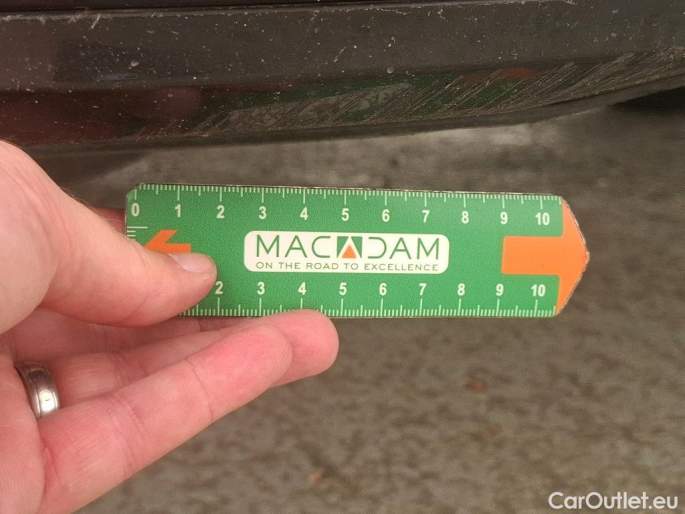 0 1 2 3 4 5 6 7 8 9 10
MACADAM
ON THE ROAD TO EXCELLENCE
2 3 4 5 6 7 8 9 10
CarOutlet.eu